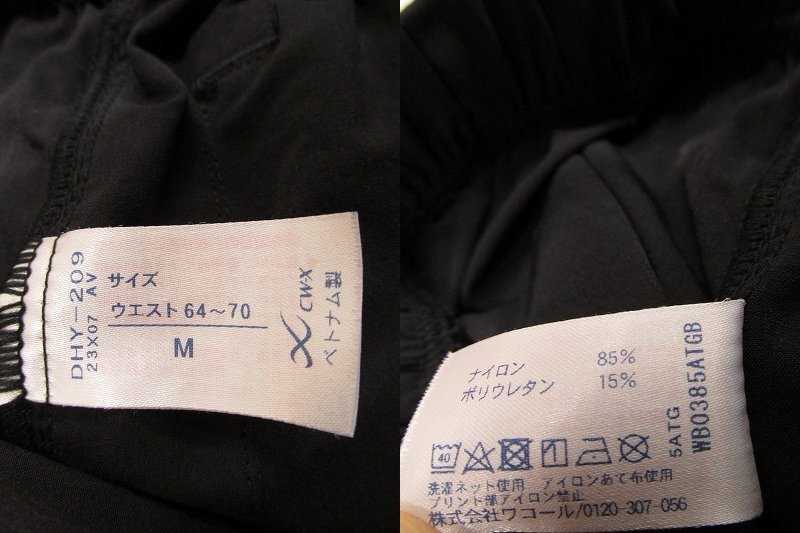 DHY-209
23X07 AV
サイズ
ウエスト64～70
M
CW-X
ベトナム製
ナイロン 85%
ポリウレタン 15%
40
洗濯ネット使用 アイロンあて布使用
プリント部アイロン禁止
株式会社ワコール/0120-307-056
5ATG
WB0385ATGB